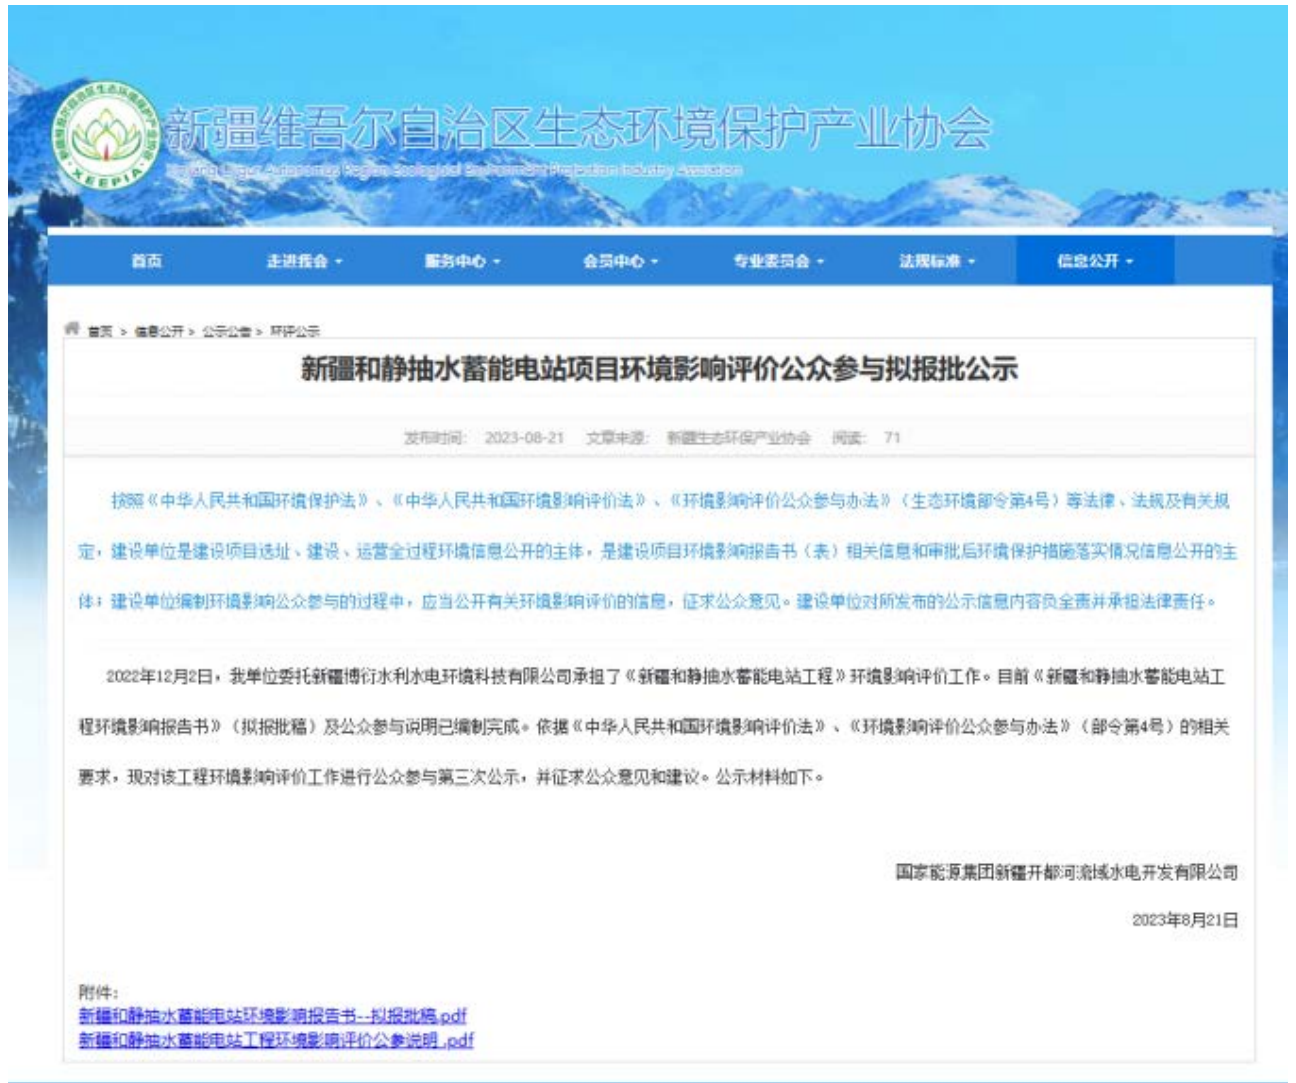 新疆维吾尔自治区生态环境保护产业协会
XEEPIA
首页 走进我会 服务中心 会员中心 专业委员会 法规标准 信息公开
首页 > 信息公开 > 公示公告 > 环评公示
新疆和静抽水蓄能电站项目环境影响评价公众参与拟报批公示
发布时间: 2023-08-21 文章来源: 新疆生态环保产业协会 阅读: 71
按照《中华人民共和国环境保护法》、《中华人民共和国环境影响评价法》、《环境影响评价公众参与办法》（生态环境部令第4号）等法律、法规及有关规
定，建设单位是建设项目选址、建设、运营全过程环境信息公开的主体，是建设项目环境影响报告书（表）相关信息和审批后环境保护措施落实情况信息公开的主
体；建设单位编制环境影响公众参与的过程中，应当公开有关环境影响评价的信息，征求公众意见。建设单位对所发布的公示信息内容负全责并承担法律责任。
2022年12月2日，我单位委托新疆博衍水利水电环境科技有限公司承担了《新疆和静抽水蓄能电站工程》环境影响评价工作。目前《新疆和静抽水蓄能电站工
程环境影响报告书》（拟报批稿）及公众参与说明已编制完成。依据《中华人民共和国环境影响评价法》、《环境影响评价公众参与办法》（部令第4号）的相关
要求，现对该工程环境影响评价工作进行公众参与第三次公示，并征求公众意见和建议。公示材料如下。
国家能源集团新疆开都河流域水电开发有限公司
2023年8月21日
附件：
新疆和静抽水蓄能电站环境影响报告书--拟报批稿.pdf
新疆和静抽水蓄能电站工程环境影响评价公参说明 .pdf